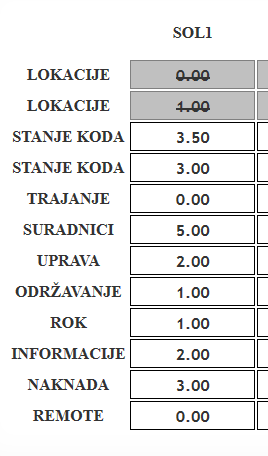 SOL1
LOKACIJE 0.00
LOKACIJE 1.00
STANJE KODA 3.50
STANJE KODA 3.00
TRAJANJE 0.00
SURADNICI 5.00
UPRAVA 2.00
ODRŽAVANJE 1.00
ROK 1.00
INFORMACIJE 2.00
NAKNADA 3.00
REMOTE 0.00